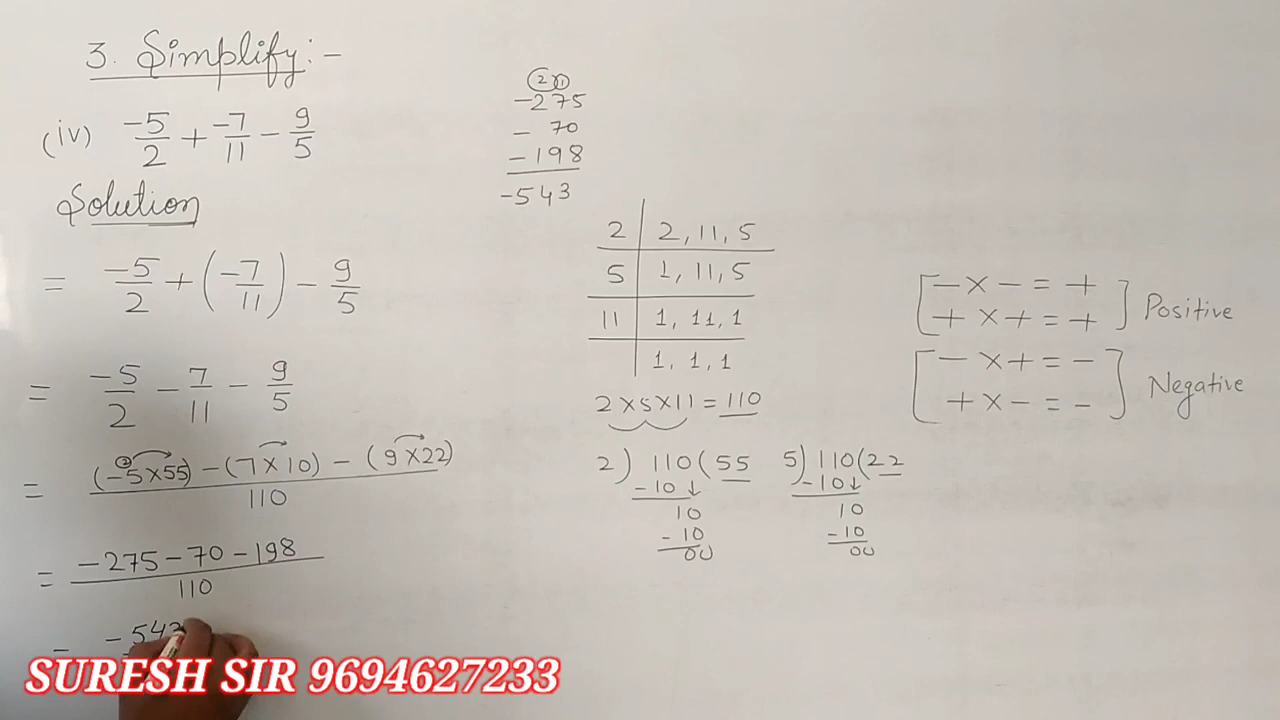 3. Simplify:-
(iv) -5/2 + -7/11 - 9/5
Solution
= -5/2 + (-7/11) - 9/5
= -5/2 - 7/11 - 9/5
= (-5×55) - (7×10) - (9×22) / 110
= -275 - 70 - 198 / 110
= -543
② ①
-275
- 70
-198
-543
2 | 2, 11, 5
5 | 1, 11, 5
11 | 1, 11, 1
1, 1, 1
2×5×11 = 110
2) 110 (55
-10↓
10
-10
00
5) 110 (22
-10↓
10
-10
00
[- × - = +
+ × + = +] Positive
[- × + = -
+ × - = -] Negative
SURESH SIR 9694627233